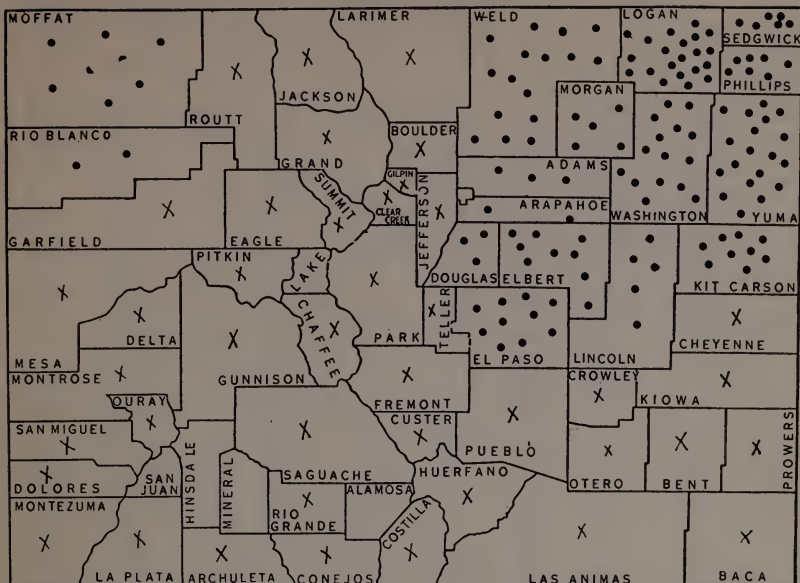 MOFFAT
LARIMER
WELD
LOGAN
SEDGWICK
PHILLIPS
JACKSON
MORGAN
ROUTT
RIO BLANCO
BOULDER
GRAND
ADAMS
GILPIN
SUMMIT
CLEAR
CREEK
JEFFERSON
ARAPAHOE
WASHINGTON
YUMA
GARFIELD
EAGLE
PITKIN
LAKE
DOUGLAS
ELBERT
KIT CARSON
CHAFFEE
TELLER
DELTA
PARK
CHEYENNE
MESA
EL PASO
LINCOLN
MONTROSE
GUNNISON
CROWLEY
KIOWA
OURAY
FREMONT
SAN MIGUEL
CUSTER
PUEBLO
PROWERS
HINSDALE
MINERAL
SAGUACHE
HUERFANO
DOLORES
SAN
JUAN
ALAMOSA
OTERO
BENT
MONTEZUMA
RIO
GRANDE
COSTILLA
LA PLATA
ARCHULETA
CONEJOS
LAS ANIMAS
BACA